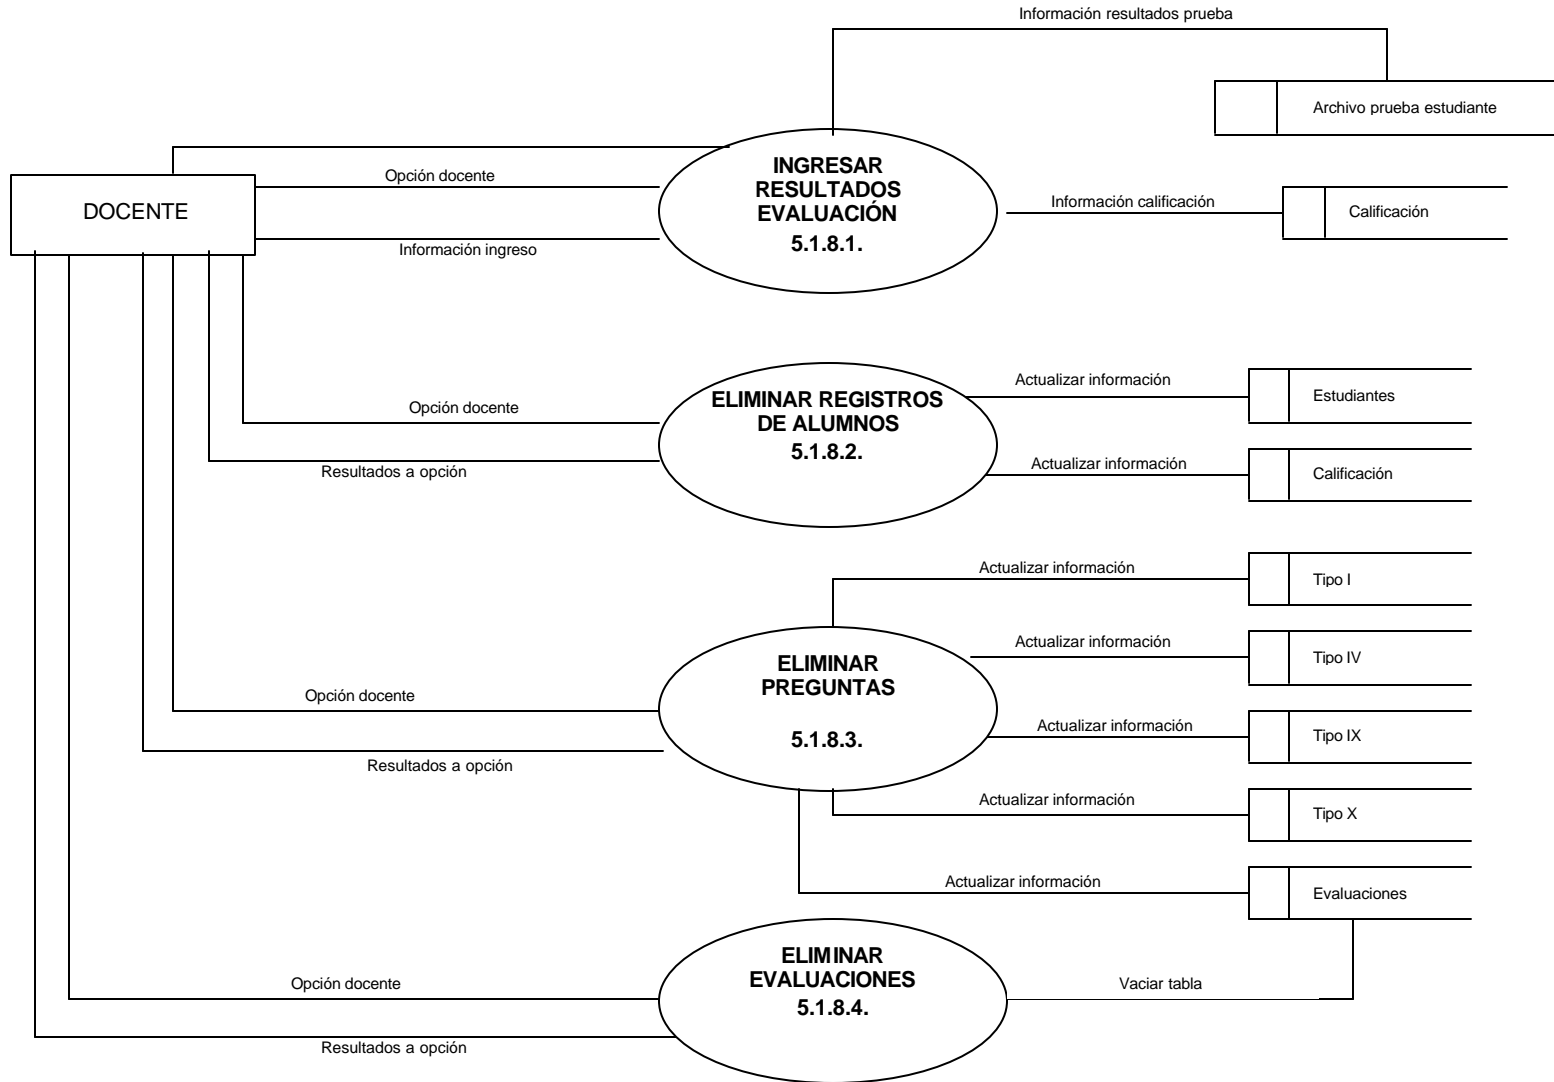 Información resultados prueba
Archivo prueba estudiante
INGRESAR
RESULTADOS
EVALUACIÓN
5.1.8.1.
Opción docente
DOCENTE
Información ingreso
Información calificación
Calificación
ELIMINAR REGISTROS
DE ALUMNOS
5.1.8.2.
Opción docente
Resultados a opción
Actualizar información
Estudiantes
Actualizar información
Calificación
Actualizar información
Tipo I
ELIMINAR
PREGUNTAS
5.1.8.3.
Actualizar información
Tipo IV
Opción docente
Actualizar información
Tipo IX
Resultados a opción
Actualizar información
Tipo X
Actualizar información
Evaluaciones
ELIMINAR
EVALUACIONES
5.1.8.4.
Opción docente
Vaciar tabla
Resultados a opción